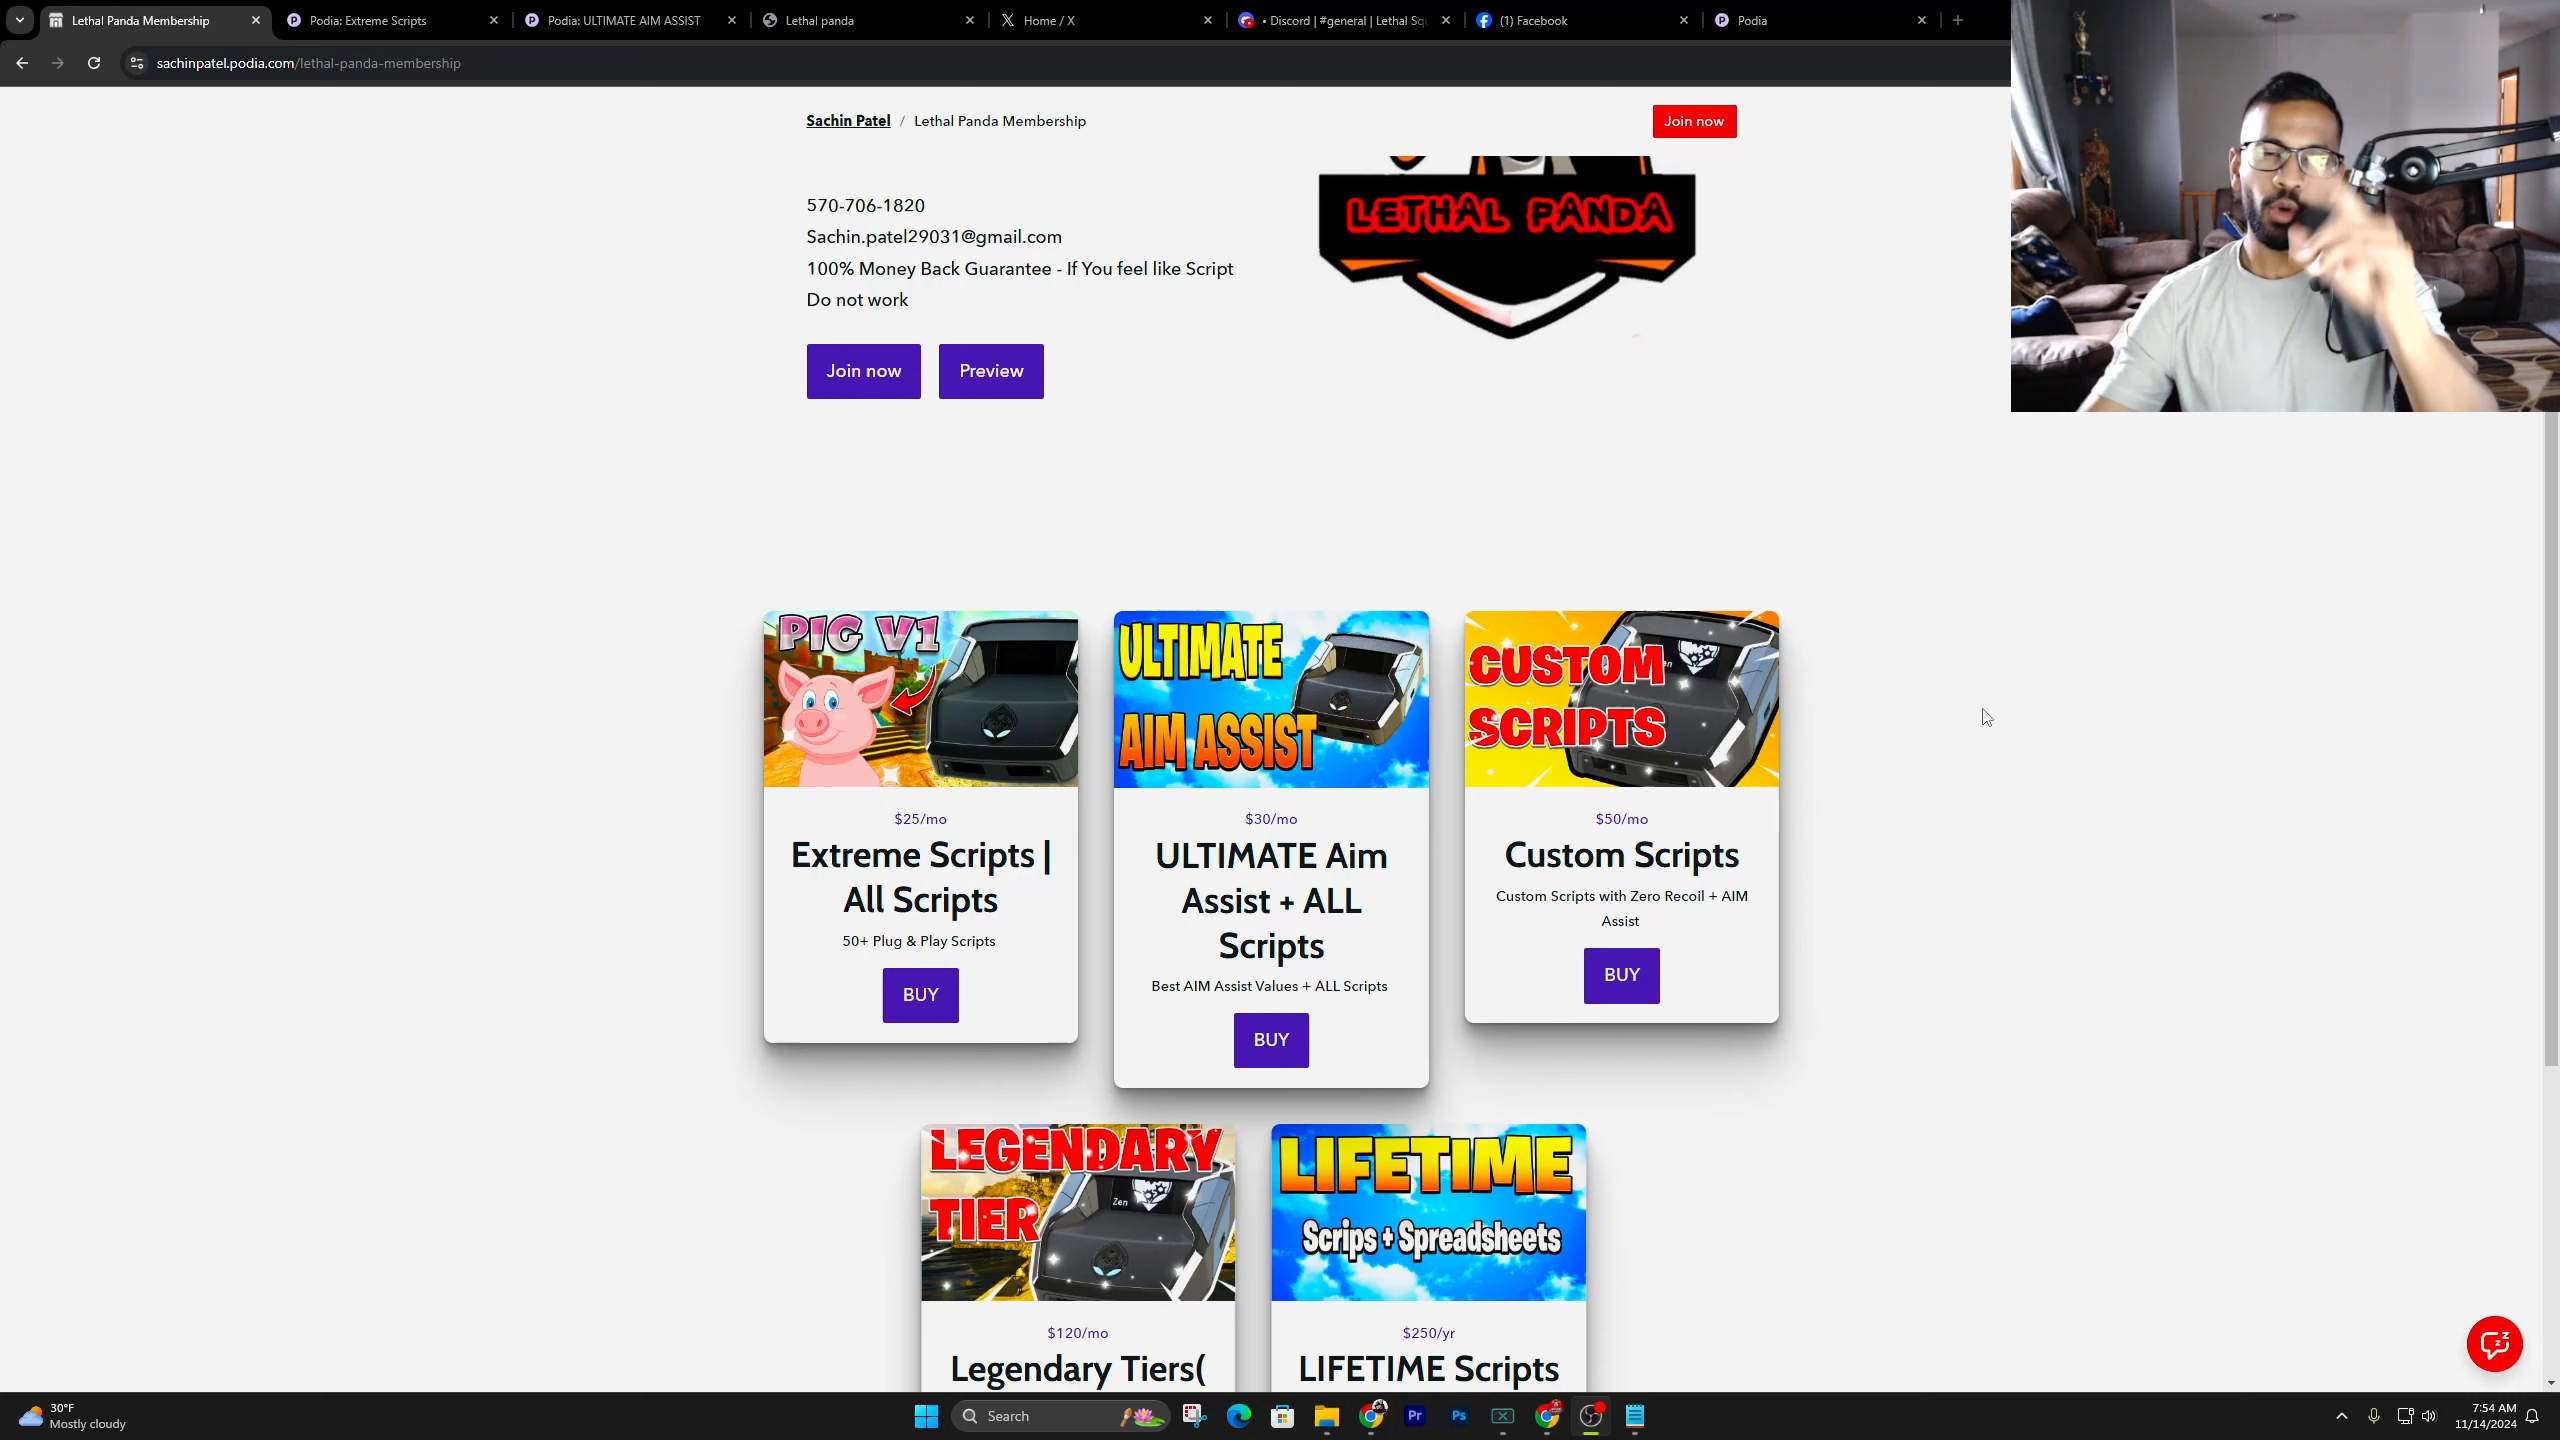 Lethal Panda Membership
Podia: Extreme Scripts
Podia: ULTIMATE AIM ASSIST
Lethal panda
Home / X
• Discord | #general | Lethal Squ
(1) Facebook
Podia
sachinpatel.podia.com/lethal-panda-membership
Sachin Patel / Lethal Panda Membership
Join now
570-706-1820
Sachin.patel29031@gmail.com
100% Money Back Guarantee - If You feel like Script
Do not work
Join now
Preview
LETHAL PANDA
PIG V1
$25/mo
Extreme Scripts |
All Scripts
50+ Plug & Play Scripts
BUY
ULTIMATE
AIM ASSIST
$30/mo
ULTIMATE Aim
Assist + ALL
Scripts
Best AIM Assist Values + ALL Scripts
BUY
CUSTOM
SCRIPTS
$50/mo
Custom Scripts
Custom Scripts with Zero Recoil + AIM
Assist
BUY
LEGENDARY
TIER
Zen
$120/mo
Legendary Tiers(
LIFETIME
Scrips + Spreadsheets
$250/yr
LIFETIME Scripts
30°F
Mostly cloudy
Search
Pr
Ps
7:54 AM
11/14/2024